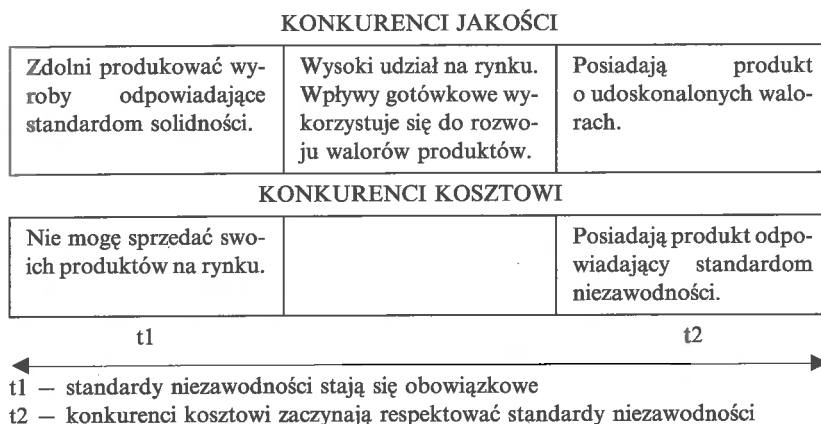 KONKURENCI JAKOŚCI
Zdolni produkować wy-
roby odpowiadające
standardom solidności.
Wysoki udział na rynku.
Wpływy gotówkowe wy-
korzystuje się do rozwo-
ju walorów produktów.
Posiadają produkt
o udoskonalonych walo-
rach.
KONKURENCI KOSZTOWI
Nie mogę sprzedać swo-
ich produktów na rynku.
Posiadają produkt odpo-
wiadający standardom
niezawodności.
t1
t2
t1 — standardy niezawodności stają się obowiązkowe
t2 — konkurenci kosztowi zaczynają respektować standardy niezawodności